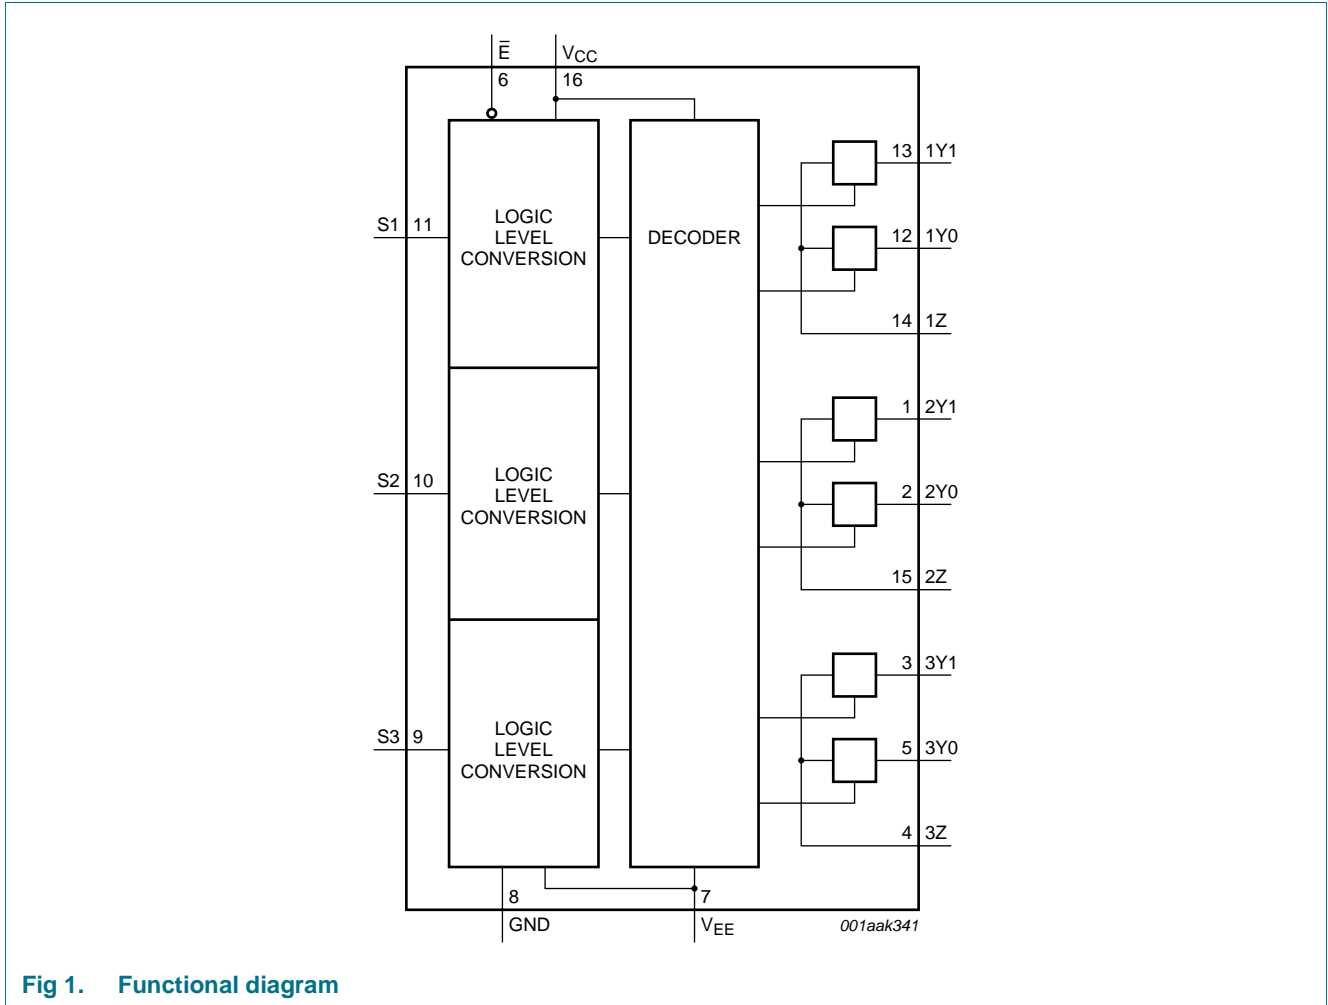 E̅ VCC
6 16
13 1Y1
S1 11
LOGIC
LEVEL
CONVERSION
DECODER
12 1Y0
14 1Z
1 2Y1
S2 10
LOGIC
LEVEL
CONVERSION
2 2Y0
15 2Z
3 3Y1
S3 9
LOGIC
LEVEL
CONVERSION
5 3Y0
4 3Z
8 7
GND VEE 001aak341
Fig 1. Functional diagram